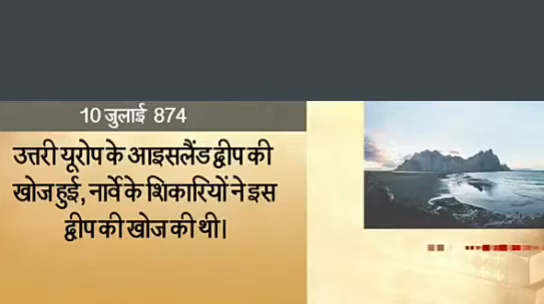 10 जुलाई 874
उत्तरी यूरोप के आइसलैंड द्वीप की
खोज हुई, नार्वे के शिकारियों ने इस
द्वीप की खोज की थी।